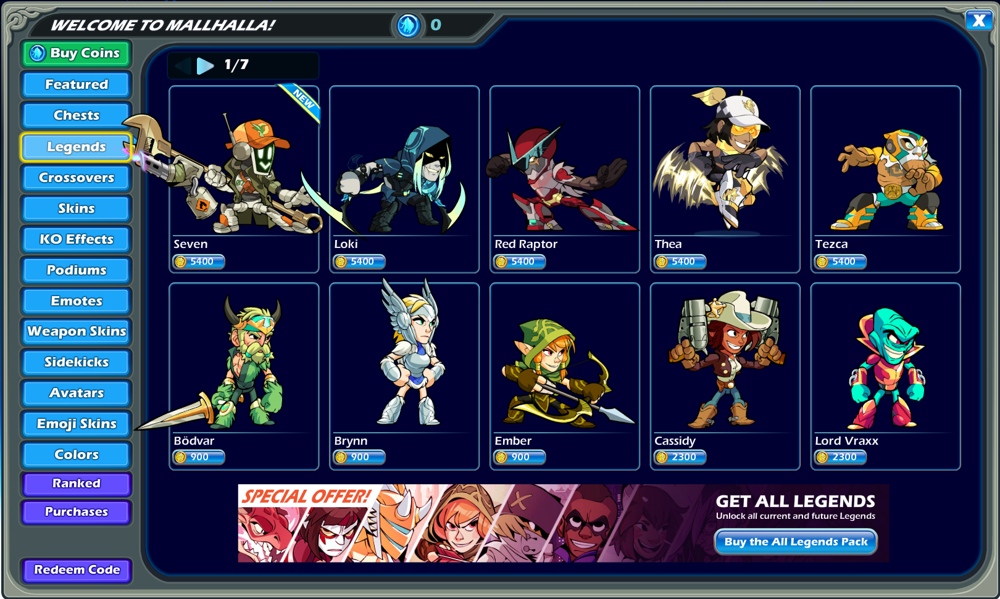 WELCOME TO MALLHALLA!
0
Buy Coins
Featured
Chests
Legends
Crossovers
Skins
KO Effects
Podiums
Emotes
Weapon Skins
Sidekicks
Avatars
Emoji Skins
Colors
Ranked
Purchases
Redeem Code
1/7
NEW
Seven
5400
Loki
5400
Red Raptor
5400
Thea
5400
Tezca
5400
Bödvar
900
Brynn
900
Ember
900
Cassidy
2300
Lord Vraxx
2300
SPECIAL OFFER!
GET ALL LEGENDS
Unlock all current and future Legends
Buy the All Legends Pack
X